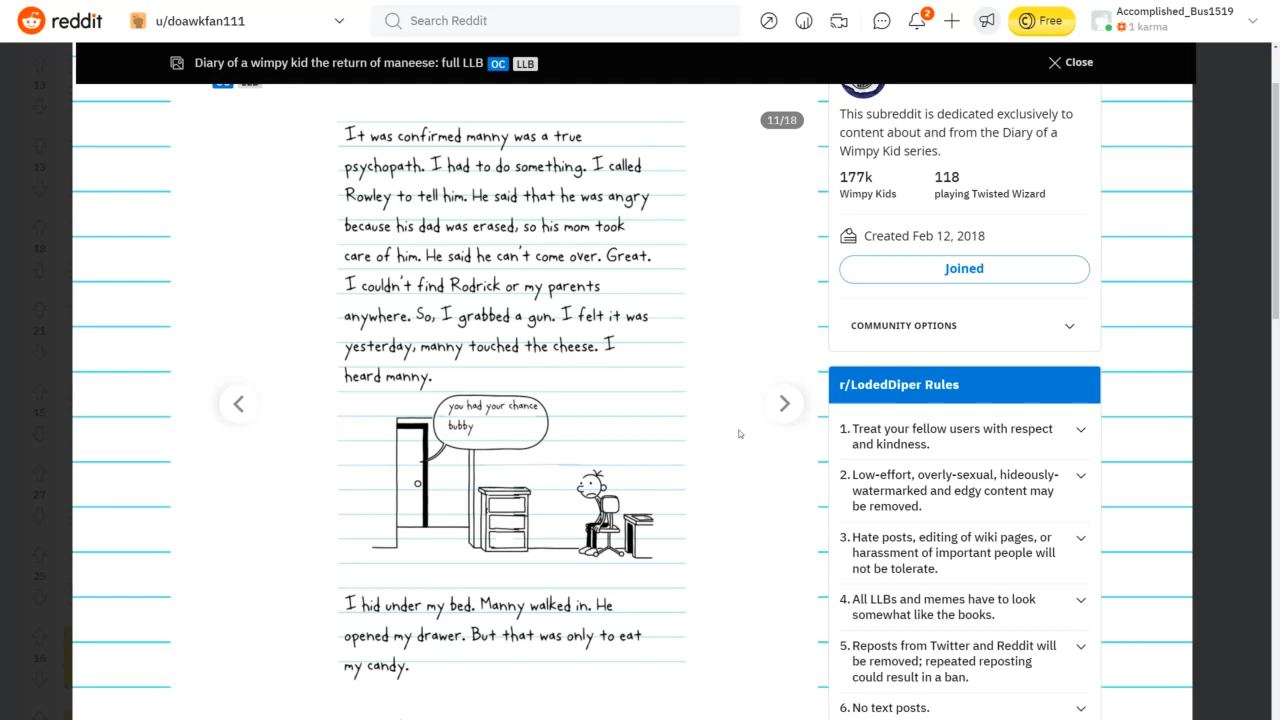 reddit
u/doawkfan111
Search Reddit
2
Free
Accomplished_Bus1519
1 karma
Diary of a wimpy kid the return of maneese: full LLB OC LLB
Close
13
13
18
21
15
27
25
16
11/18
It was confirmed manny was a true
psychopath. I had to do something. I called
Rowley to tell him. He said that he was angry
because his dad was erased, so his mom took
care of him. He said he can't come over. Great.
I couldn't find Rodrick or my parents
anywhere. So, I grabbed a gun. I felt it was
yesterday, manny touched the cheese. I
heard manny.
you had your chance
bubby
I hid under my bed. Manny walked in. He
opened my drawer. But that was only to eat
my candy.
This subreddit is dedicated exclusively to
content about and from the Diary of a
Wimpy Kid series.
177k
Wimpy Kids
118
playing Twisted Wizard
Created Feb 12, 2018
Joined
COMMUNITY OPTIONS
r/LodedDiper Rules
1. Treat your fellow users with respect
and kindness.
2. Low-effort, overly-sexual, hideously-
watermarked and edgy content may
be removed.
3. Hate posts, editing of wiki pages, or
harassment of important people will
not be tolerate.
4. All LLBs and memes have to look
somewhat like the books.
5. Reposts from Twitter and Reddit will
be removed; repeated reposting
could result in a ban.
6. No text posts.